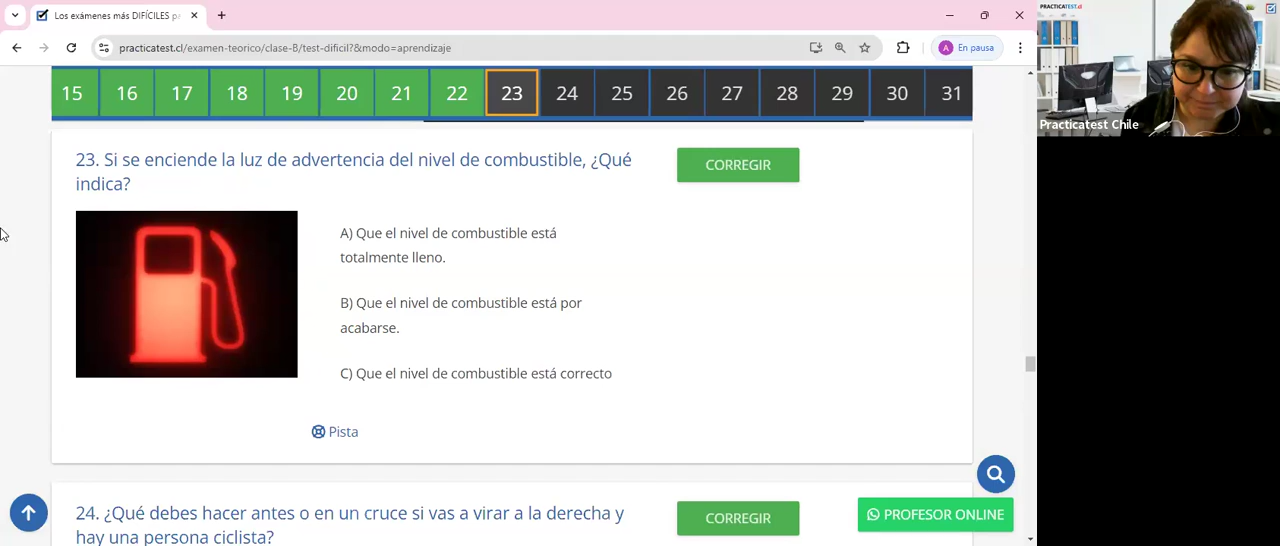 Los exámenes más DIFÍCILES pa
practicatest.cl/examen-teorico/clase-B/test-dificil?&modo=aprendizaje
A
En pausa
15 16 17 18 19 20 21 22 23 24 25 26 27 28 29 30 31
23. Si se enciende la luz de advertencia del nivel de combustible, ¿Qué
indica?
CORREGIR
A) Que el nivel de combustible está
totalmente lleno.
B) Que el nivel de combustible está por
acabarse.
C) Que el nivel de combustible está correcto
Pista
24. ¿Qué debes hacer antes o en un cruce si vas a virar a la derecha y
hay una persona ciclista?
CORREGIR
PROFESOR ONLINE
PRACTICATEST.cl
Practicatest Chile